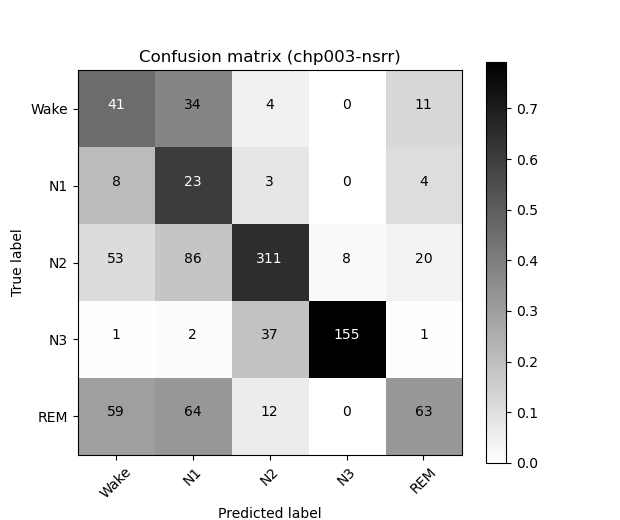 Confusion matrix (chp003-nsrr)
True label
Wake 41 34 4 0 11
N1 8 23 3 0 4
N2 53 86 311 8 20
N3 1 2 37 155 1
REM 59 64 12 0 63
Wake N1 N2 N3 REM
Predicted label
0.7
0.6
0.5
0.4
0.3
0.2
0.1
0.0